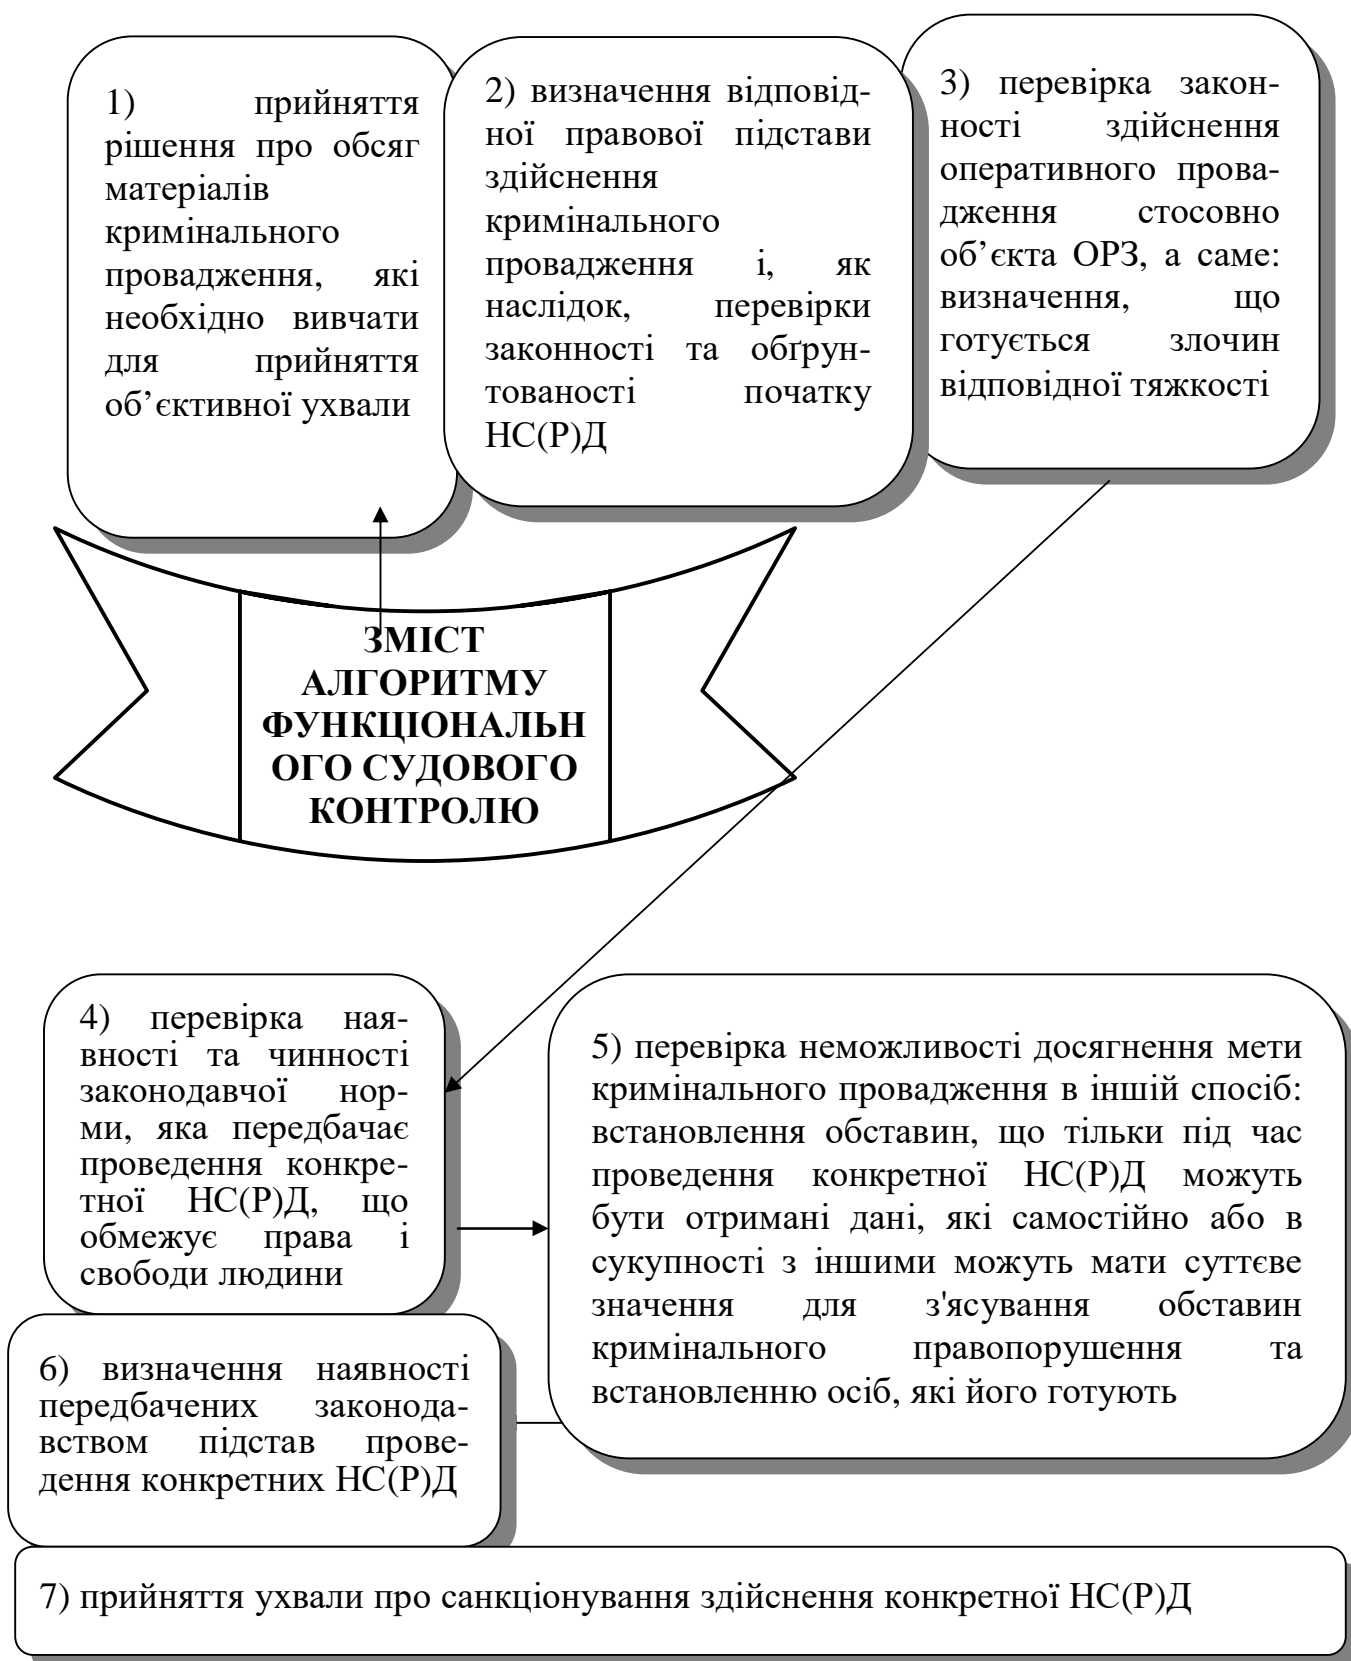 1) прийняття
рішення про обсяг
матеріалів
кримінального
провадження, які
необхідно вивчати
для прийняття
об’єктивної ухвали
2) визначення відповід-
ної правової підстави
здійснення
кримінального
провадження і, як
наслідок, перевірки
законності та обґрун-
тованості початку
НС(Р)Д
3) перевірка закон-
ності здійснення
оперативного прова-
дження стосовно
об’єкта ОРЗ, а саме:
визначення, що
готується злочин
відповідної тяжкості
ЗМІСТ
АЛГОРИТМУ
ФУНКЦІОНАЛЬН
ОГО СУДОВОГО
КОНТРОЛЮ
4) перевірка ная-
вності та чинності
законодавчої нор-
ми, яка передбачає
проведення конкре-
тної НС(Р)Д, що
обмежує права і
свободи людини
5) перевірка неможливості досягнення мети
кримінального провадження в іншій спосіб:
встановлення обставин, що тільки під час
проведення конкретної НС(Р)Д можуть
бути отримані дані, які самостійно або в
сукупності з іншими можуть мати суттєве
значення для з'ясування обставин
кримінального правопорушення та
встановленню осіб, які його готують
6) визначення наявності
передбачених законода-
вством підстав прове-
дення конкретних НС(Р)Д
7) прийняття ухвали про санкціонування здійснення конкретної НС(Р)Д